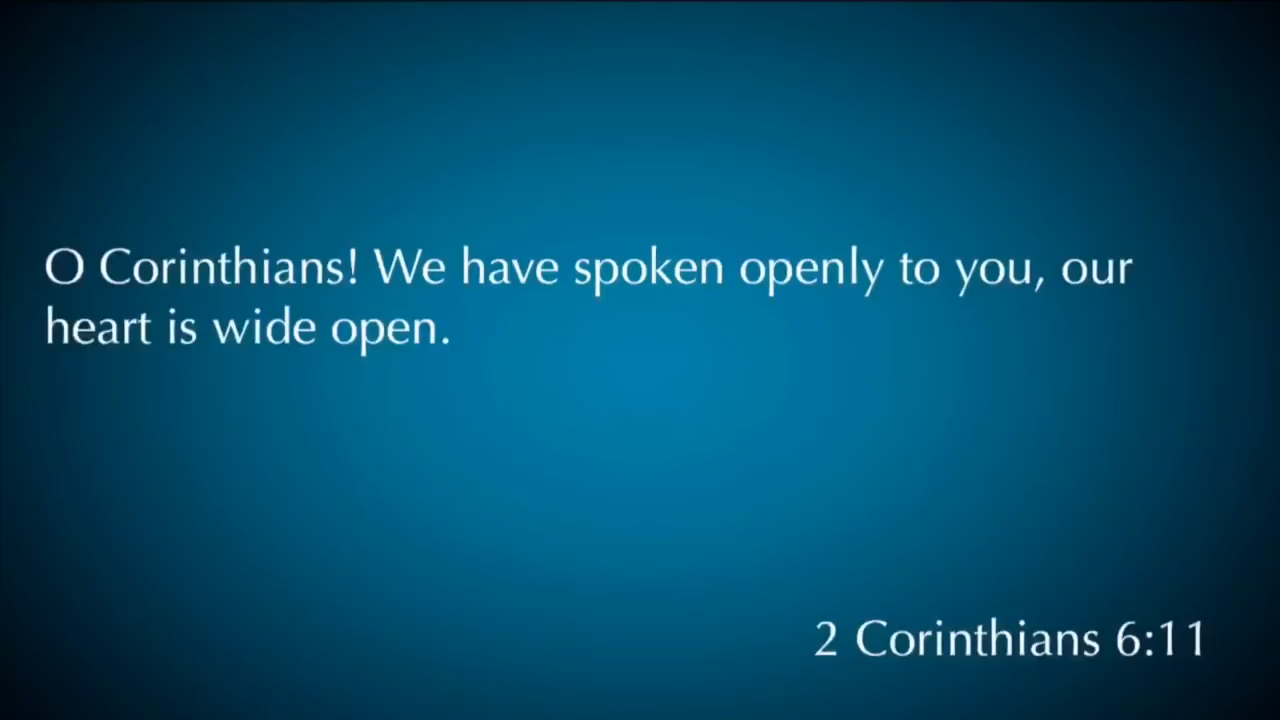 O Corinthians! We have spoken openly to you, our
heart is wide open.
2 Corinthians 6:11